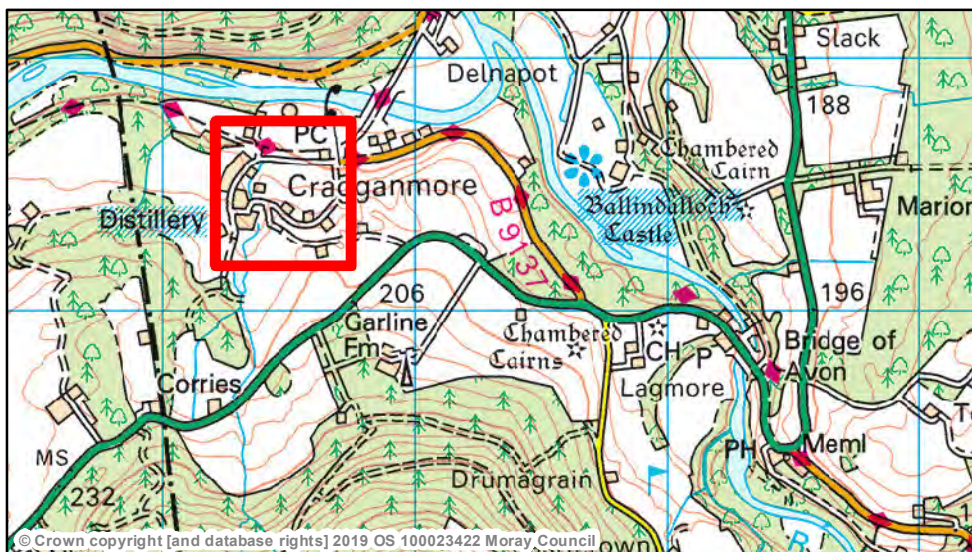 Slack
Delnapot
188
PC
Chambered
Cairn
Cragganmore
Marion
Distillery
Ballindalloch
Castle
B 9137
206
196
Garline
Fm
Chambered
Cairns
CH
P
Bridge of
Avon
Corries
Lagmore
MS
PH
Meml
232
Drumagrain
R
© Crown copyright [and database rights] 2019 OS 100023422 Moray Council